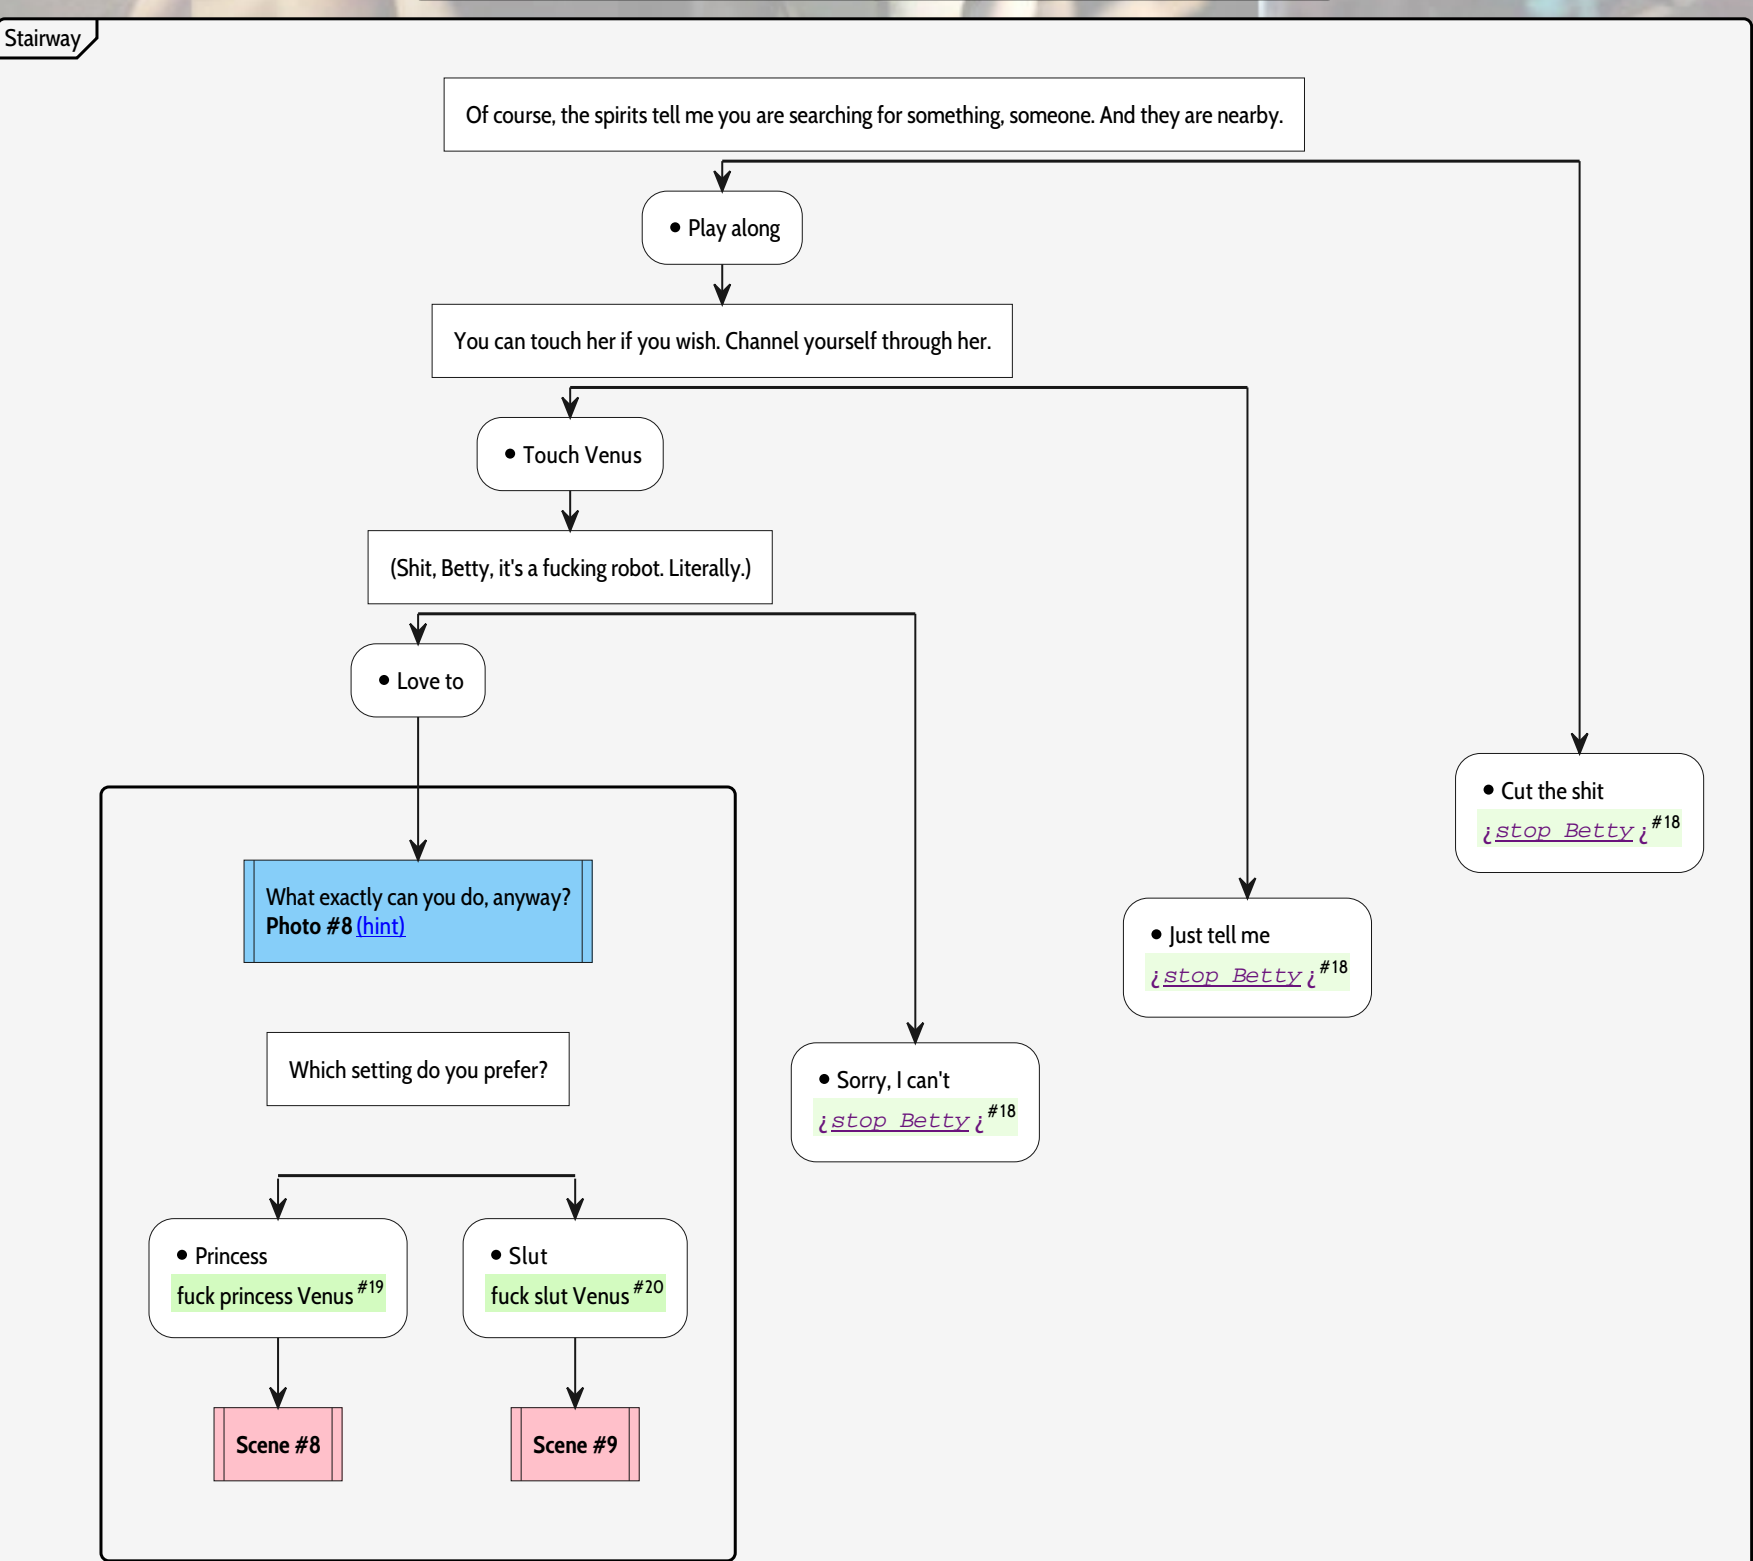 Stairway
Of course, the spirits tell me you are searching for something, someone. And they are nearby.
• Play along
You can touch her if you wish. Channel yourself through her.
• Touch Venus
(Shit, Betty, it's a fucking robot. Literally.)
• Love to
• Cut the shit
¿stop Betty¿#18
What exactly can you do, anyway?
Photo #8 (hint)
• Just tell me
¿stop Betty¿#18
Which setting do you prefer?
• Sorry, I can't
¿stop Betty¿#18
• Princess
fuck princess Venus#19
• Slut
fuck slut Venus#20
Scene #8
Scene #9